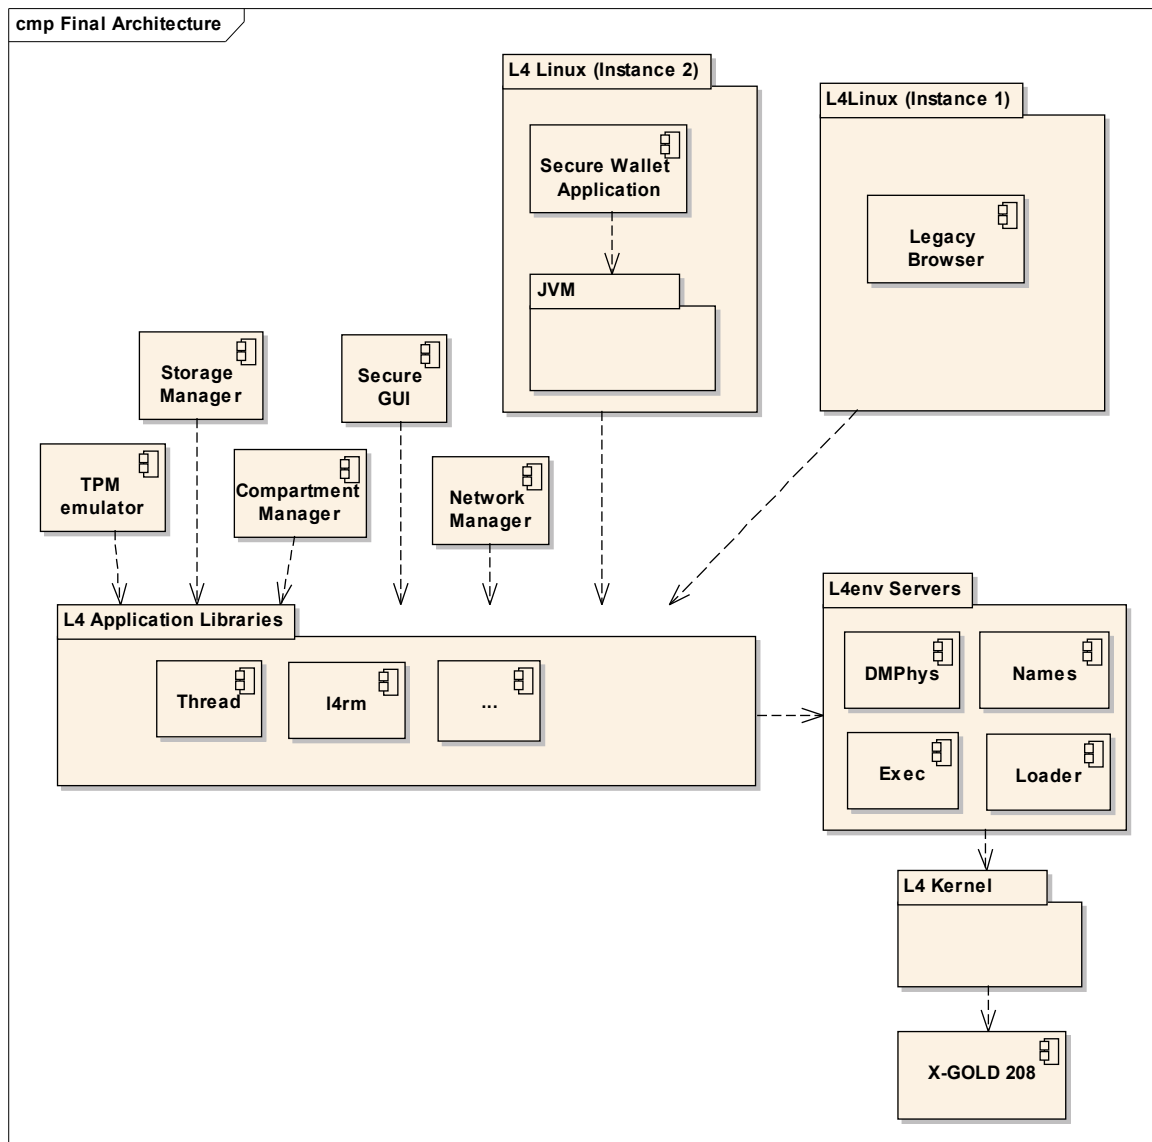 cmp Final Architecture
L4 Linux (Instance 2)
L4Linux (Instance 1)
Secure Wallet
Application
Legacy
Browser
JVM
Storage
Manager
Secure
GUI
TPM
emulator
Compartment
Manager
Network
Manager
L4env Servers
L4 Application Libraries
DMPhys
Names
Thread
l4rm
...
Exec
Loader
L4 Kernel
X-GOLD 208